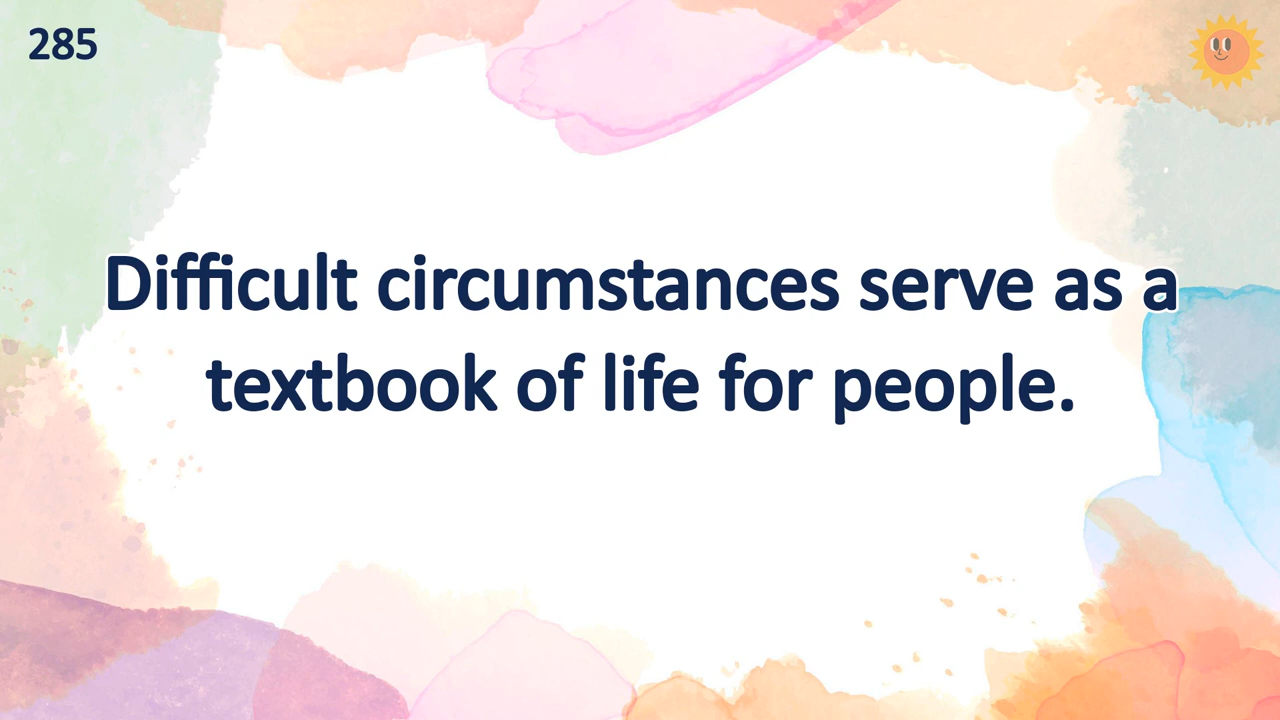 285
Difficult circumstances serve as a
textbook of life for people.